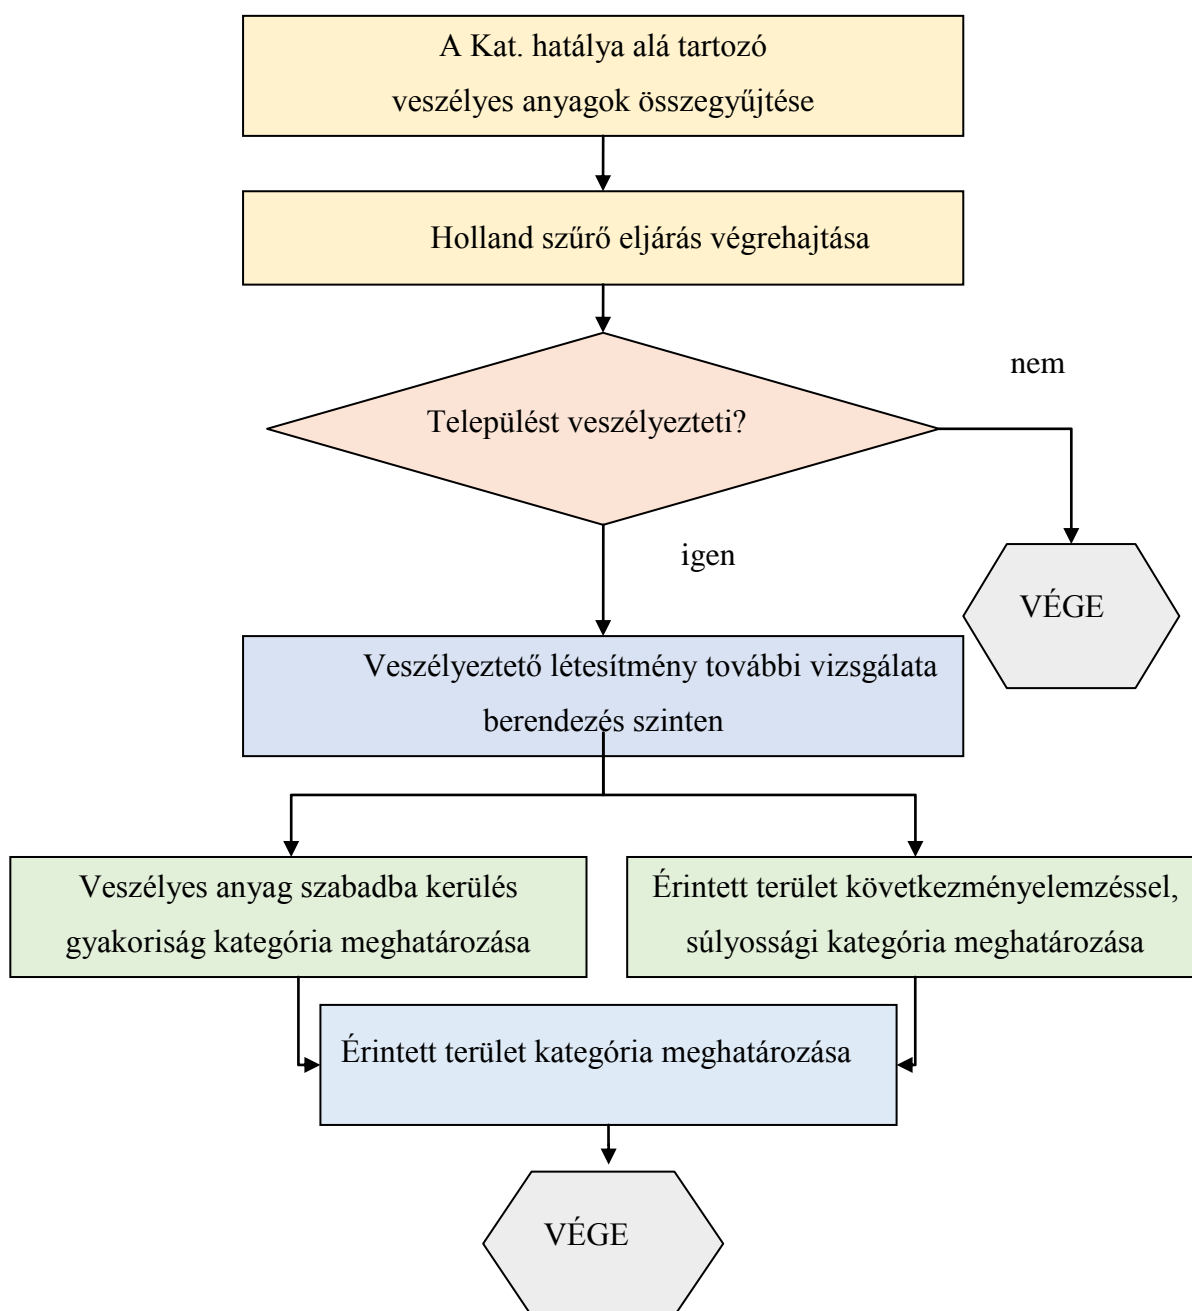 A Kat. hatálya alá tartozó
veszélyes anyagok összegyűjtése
Holland szűrő eljárás végrehajtása
Települést veszélyezteti?
nem
igen
VÉGE
Veszélyeztető létesítmény további vizsgálata
berendezés szinten
Veszélyes anyag szabadba kerülés
gyakoriság kategória meghatározása
Érintett terület következményelemzéssel,
súlyossági kategória meghatározása
Érintett terület kategória meghatározása
VÉGE